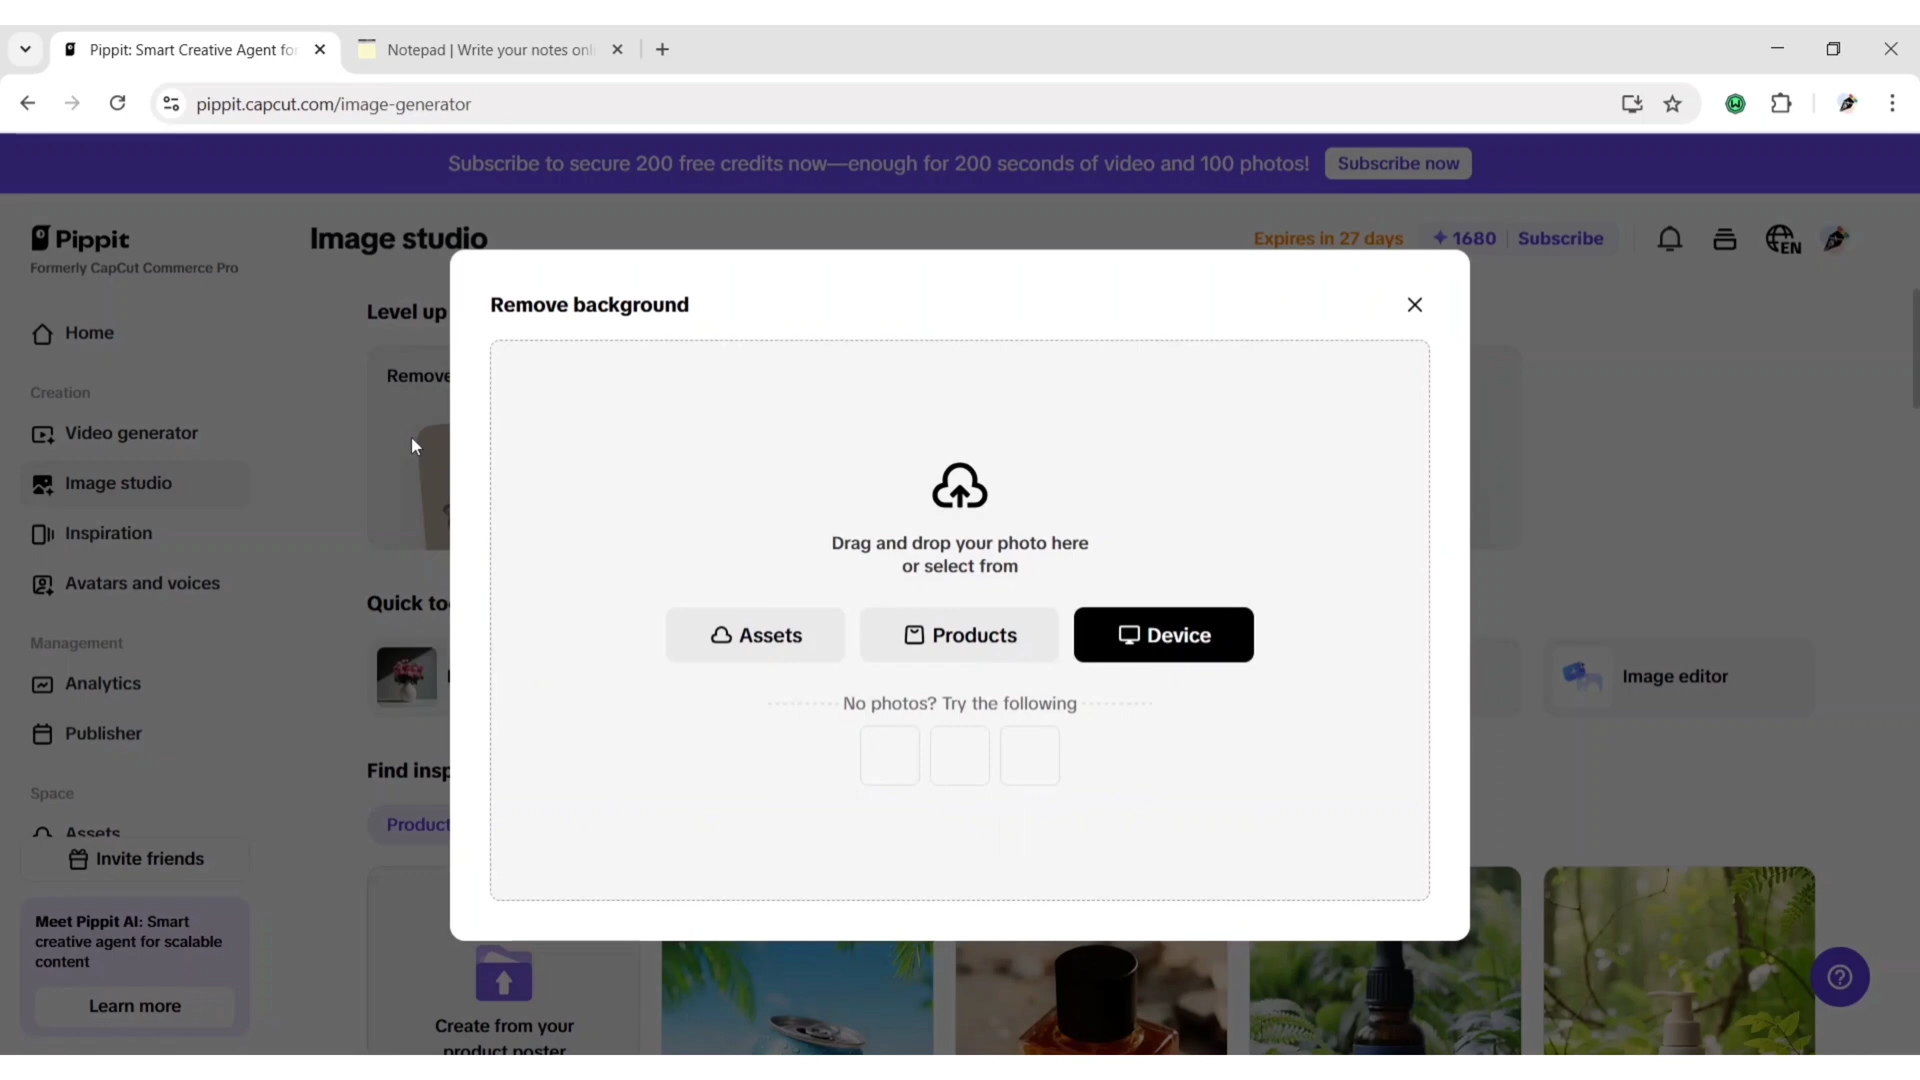 Pippit: Smart Creative Agent for
Notepad | Write your notes onl
pippit.capcut.com/image-generator
Subscribe to secure 200 free credits now—enough for 200 seconds of video and 100 photos!
Subscribe now
Pippit
Formerly CapCut Commerce Pro
Image studio
Expires in 27 days
1680
Subscribe
EN
Home
Creation
Video generator
Image studio
Inspiration
Avatars and voices
Management
Analytics
Publisher
Space
Assets
Invite friends
Meet Pippit AI: Smart
creative agent for scalable
content
Learn more
Level up
Remove
Quick to
Find insp
Product
Remove background
Drag and drop your photo here
or select from
Assets
Products
Device
No photos? Try the following
Image editor
Create from your
product poster